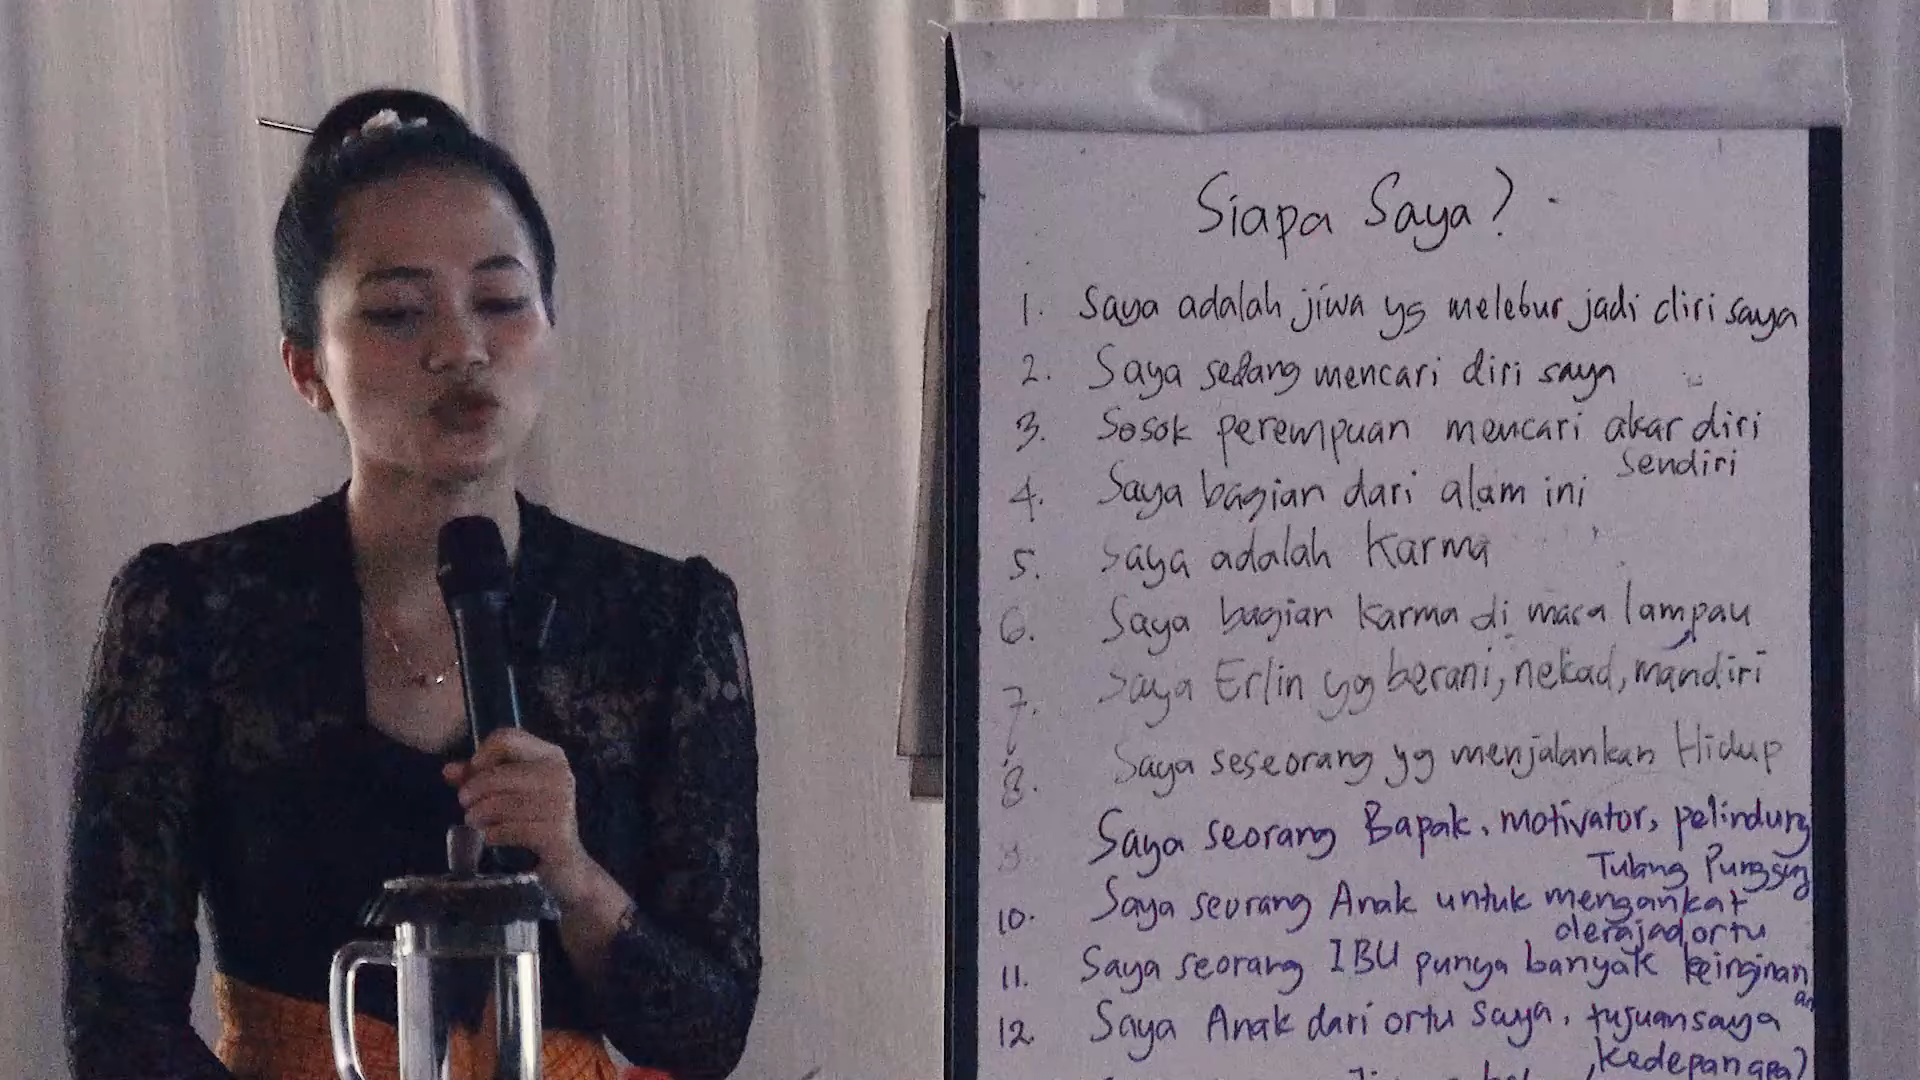 Siapa Saya?
1. Saya adalah jiwa yg melebur jadi diri saya
2. Saya sedang mencari diri saya
3. Sosok perempuan mencari akar diri
sendiri
4. Saya bagian dari alam ini
5. Saya adalah Karma
6. Saya bagian Karma di masa lampau
7. Saya Erlin yg berani, nekad, mandiri
8. Saya seseorang yg menjalankan Hidup
9. Saya seorang Bapak, motivator, pelindung
Tulang Punggung
10. Saya seorang Anak untuk mengankat
derajad ortu
11. Saya seorang IBU punya banyak keinginan
an
12. Saya Anak dari ortu saya, tujuan saya
kedepan apa?